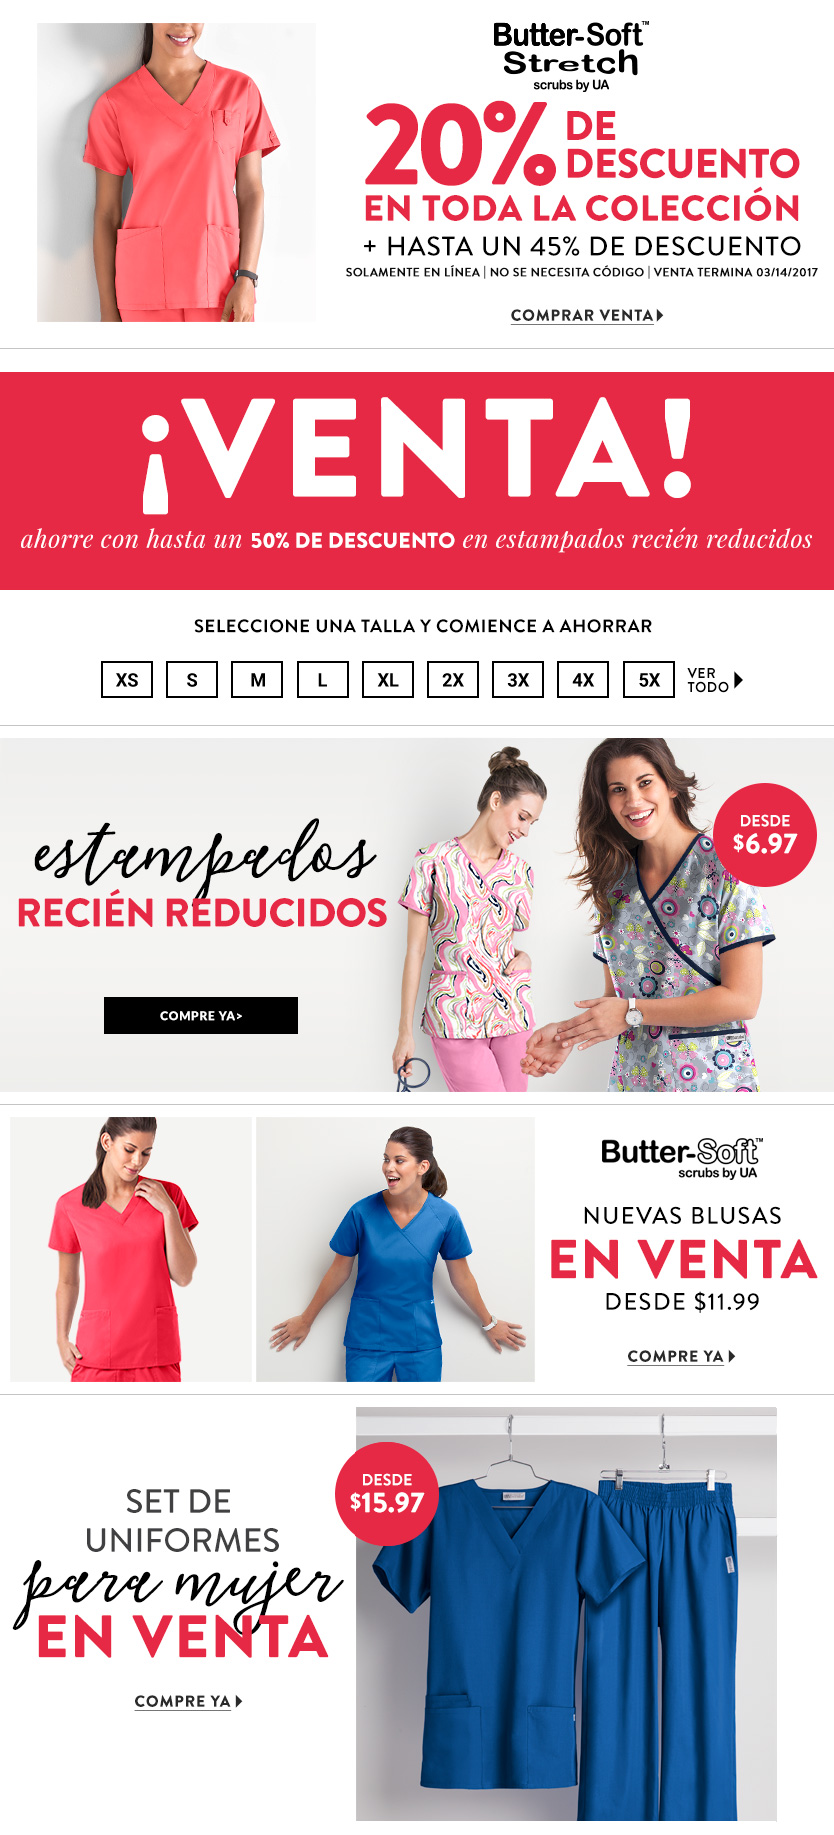 Butter-Soft™
Stretch
scrubs by UA
20% DE
DESCUENTO
EN TODA LA COLECCIÓN
+ HASTA UN 45% DE DESCUENTO
SOLAMENTE EN LÍNEA | NO SE NECESITA CÓDIGO | VENTA TERMINA 03/14/2017
COMPRAR VENTA
¡VENTA!
ahorre con hasta un 50% DE DESCUENTO en estampados recién reducidos
SELECCIONE UNA TALLA Y COMIENCE A AHORRAR
XS S M L XL 2X 3X 4X 5X VER
TODO
DESDE
$6.97
estampados
RECIÉN REDUCIDOS
COMPRE YA>
Butter-Soft™
scrubs by UA
NUEVAS BLUSAS
EN VENTA
DESDE $11.99
COMPRE YA
DESDE
$15.97
SET DE
UNIFORMES
para mujer
EN VENTA
COMPRE YA